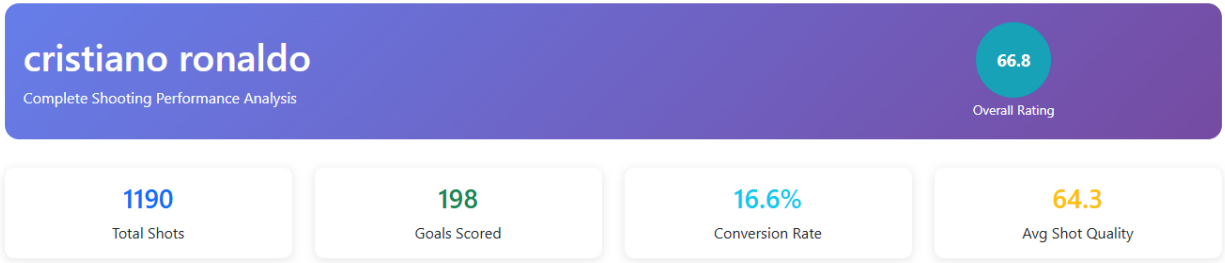 cristiano ronaldo
Complete Shooting Performance Analysis
66.8
Overall Rating
1190
Total Shots
198
Goals Scored
16.6%
Conversion Rate
64.3
Avg Shot Quality